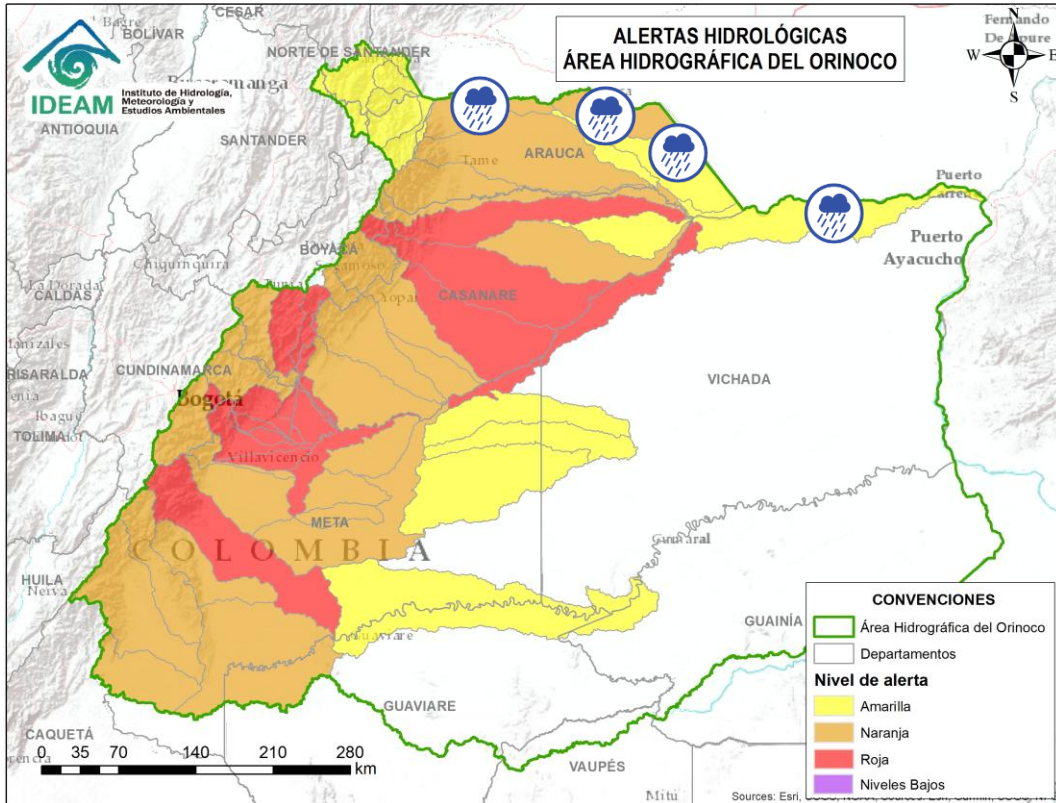 ALERTAS HIDROLÓGICAS
ÁREA HIDROGRÁFICA DEL ORINOCO
IDEAM
Instituto de Hidrología,
Meteorología y
Estudios Ambientales
N
W
E
S
CESAR
BOLÍVAR
Fernando
De Apure
NORTE DE SANTANDER
ANTIOQUIA
SANTANDER
ARAUCA
Tame
Puerto
Puerto
Ayacucho
BOYACÁ
Chiquinquira
La Dorada
CALDAS
Yopal
CASANARE
VICHADA
CUNDINAMARCA
RISARALDA
Bogotá
Ibague
TOLIMA
Villavicencio
META
COLOMBIA
HUILA
Neiva
GUAINÍA
GUAVIARE
CAQUETÁ
VAUPÉS
Mitú
0 35 70 140 210 280
km
CONVENCIONES
Área Hidrográfica del Orinoco
Departamentos
Nivel de alerta
Amarilla
Naranja
Roja
Niveles Bajos
Sources: Esri,